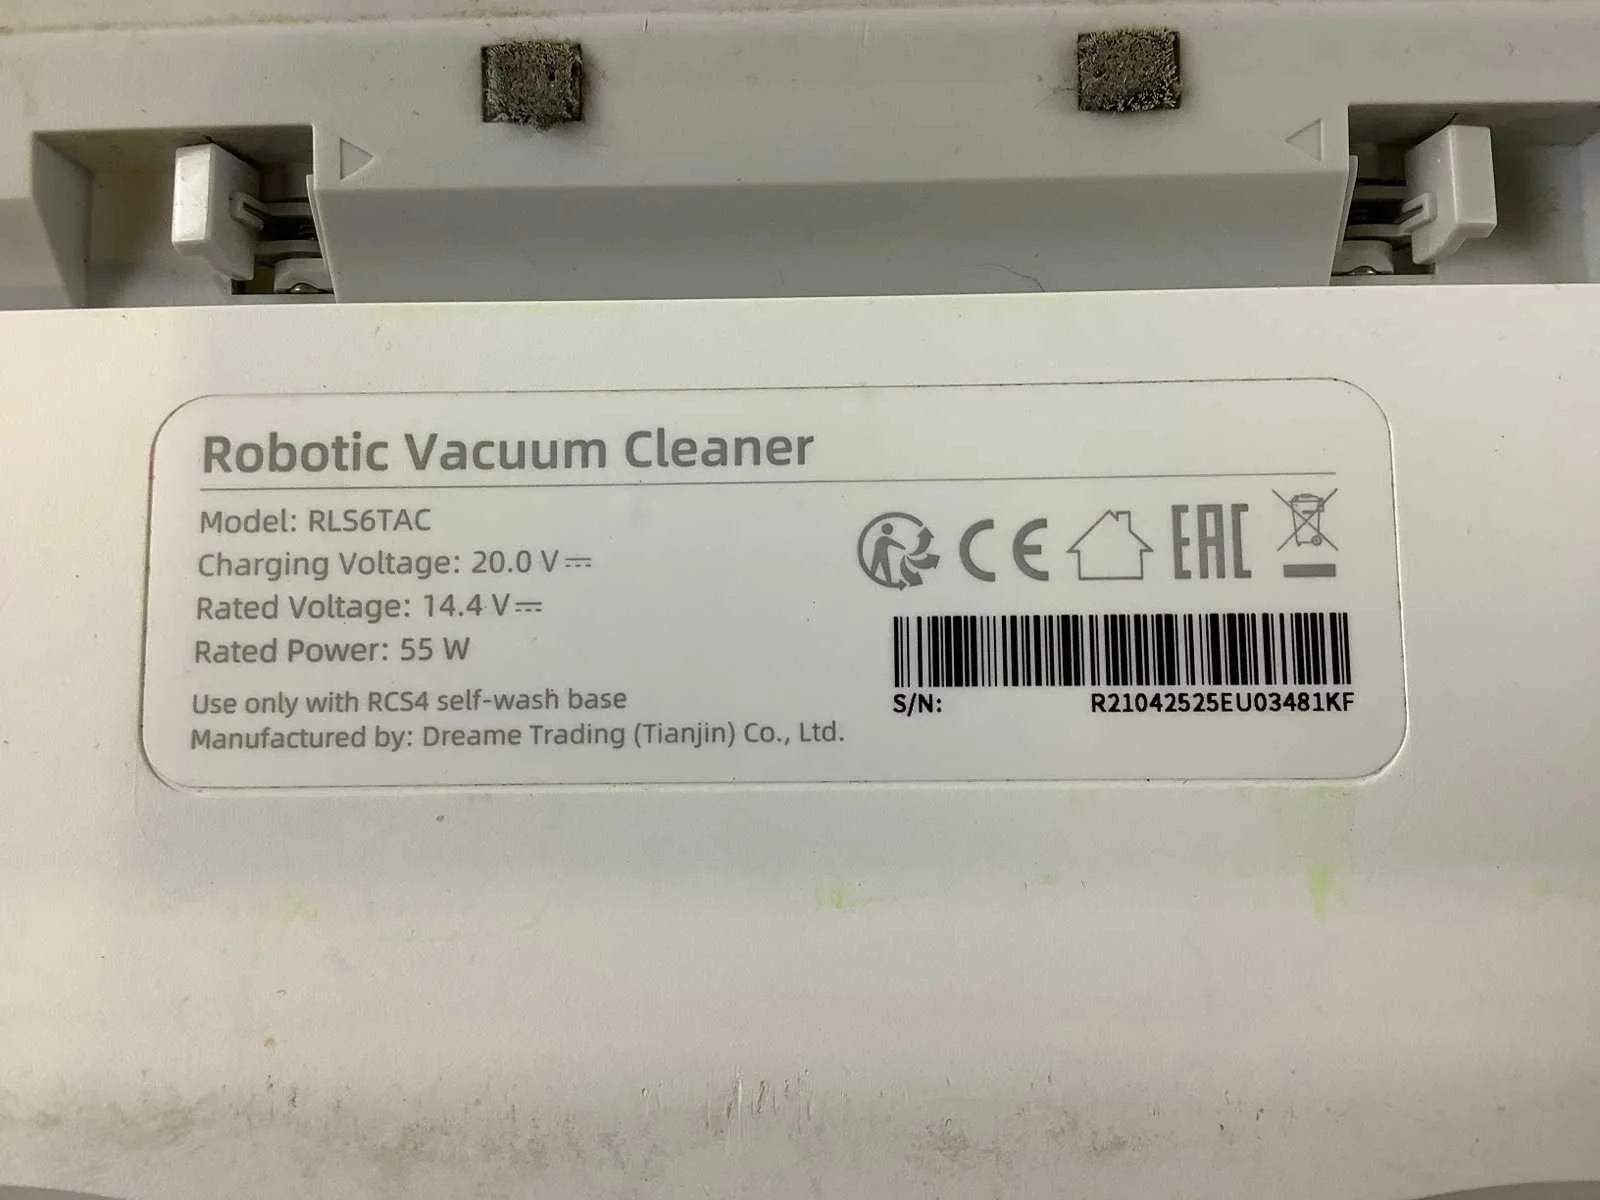 Robotic Vacuum Cleaner
Model: RLS6TAC
Charging Voltage: 20.0 V⎓
Rated Voltage: 14.4 V⎓
Rated Power: 55 W
Use only with RCS4 self-wash base
Manufactured by: Dreame Trading (Tianjin) Co., Ltd.
CE EAC
S/N: R21042525EU03481KF